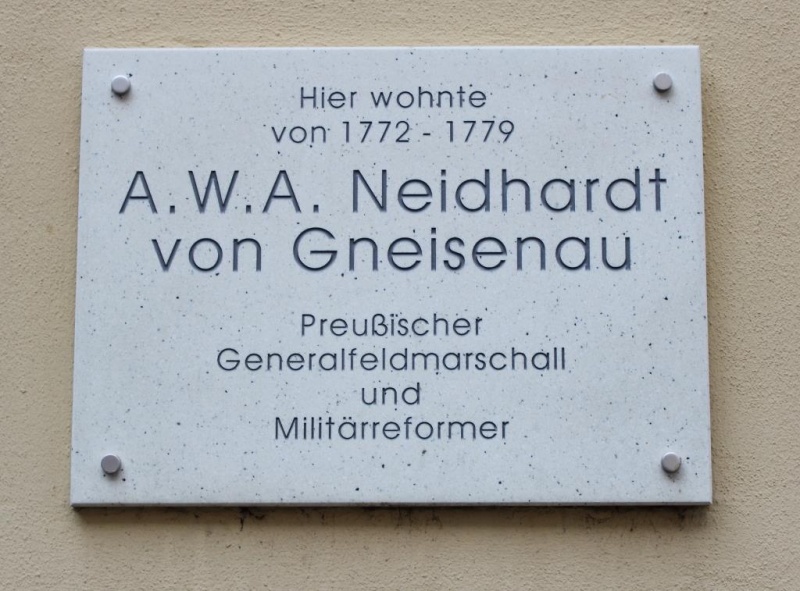 Hier wohnte
von 1772 - 1779
A.W.A. Neidhardt
von Gneisenau
Preußischer
Generalfeldmarschall
und
Militärreformer